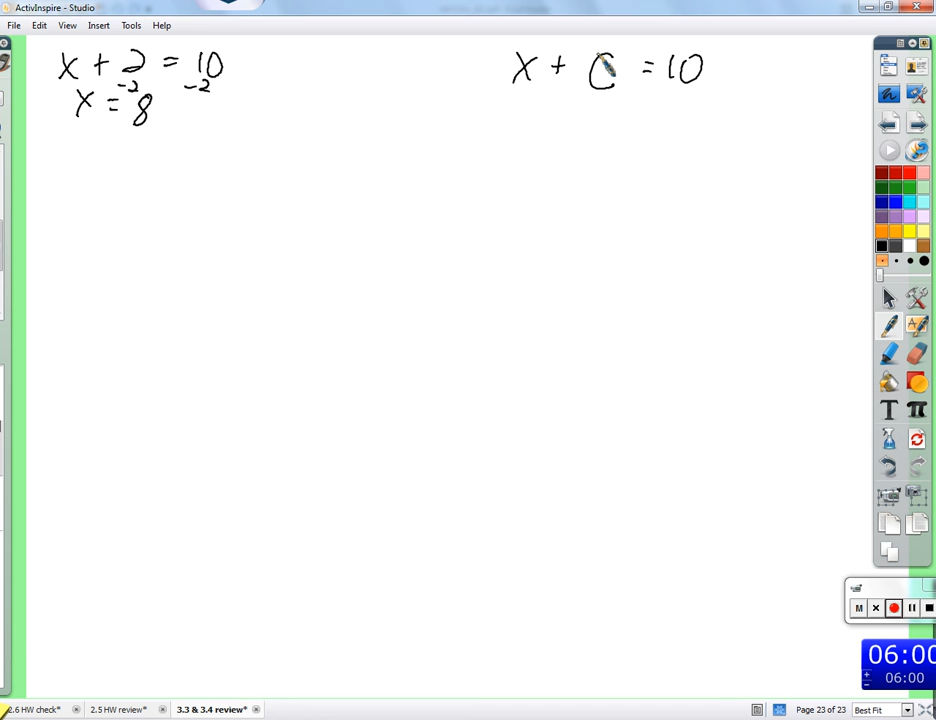 ActivInspire - Studio
File Edit View Insert Tools Help
x + 2 = 10
-2 -2
x = 8
x + = 10
M
06:00
06:00
2.6 HW check*
2.5 HW review*
3.3 & 3.4 review*
Page 23 of 23
Best Fit